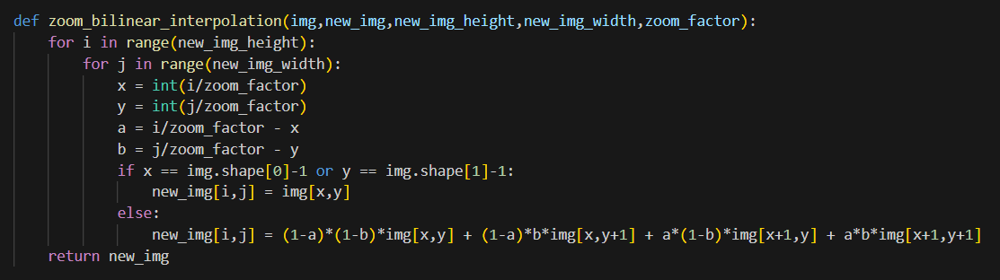 def zoom_bilinear_interpolation(img,new_img,new_img_height,new_img_width,zoom_factor):
    for i in range(new_img_height):
        for j in range(new_img_width):
            x = int(i/zoom_factor)
            y = int(j/zoom_factor)
            a = i/zoom_factor - x
            b = j/zoom_factor - y
            if x == img.shape[0]-1 or y == img.shape[1]-1:
                new_img[i,j] = img[x,y]
            else:
                new_img[i,j] = (1-a)*(1-b)*img[x,y] + (1-a)*b*img[x,y+1] + a*(1-b)*img[x+1,y] + a*b*img[x+1,y+1]
    return new_img